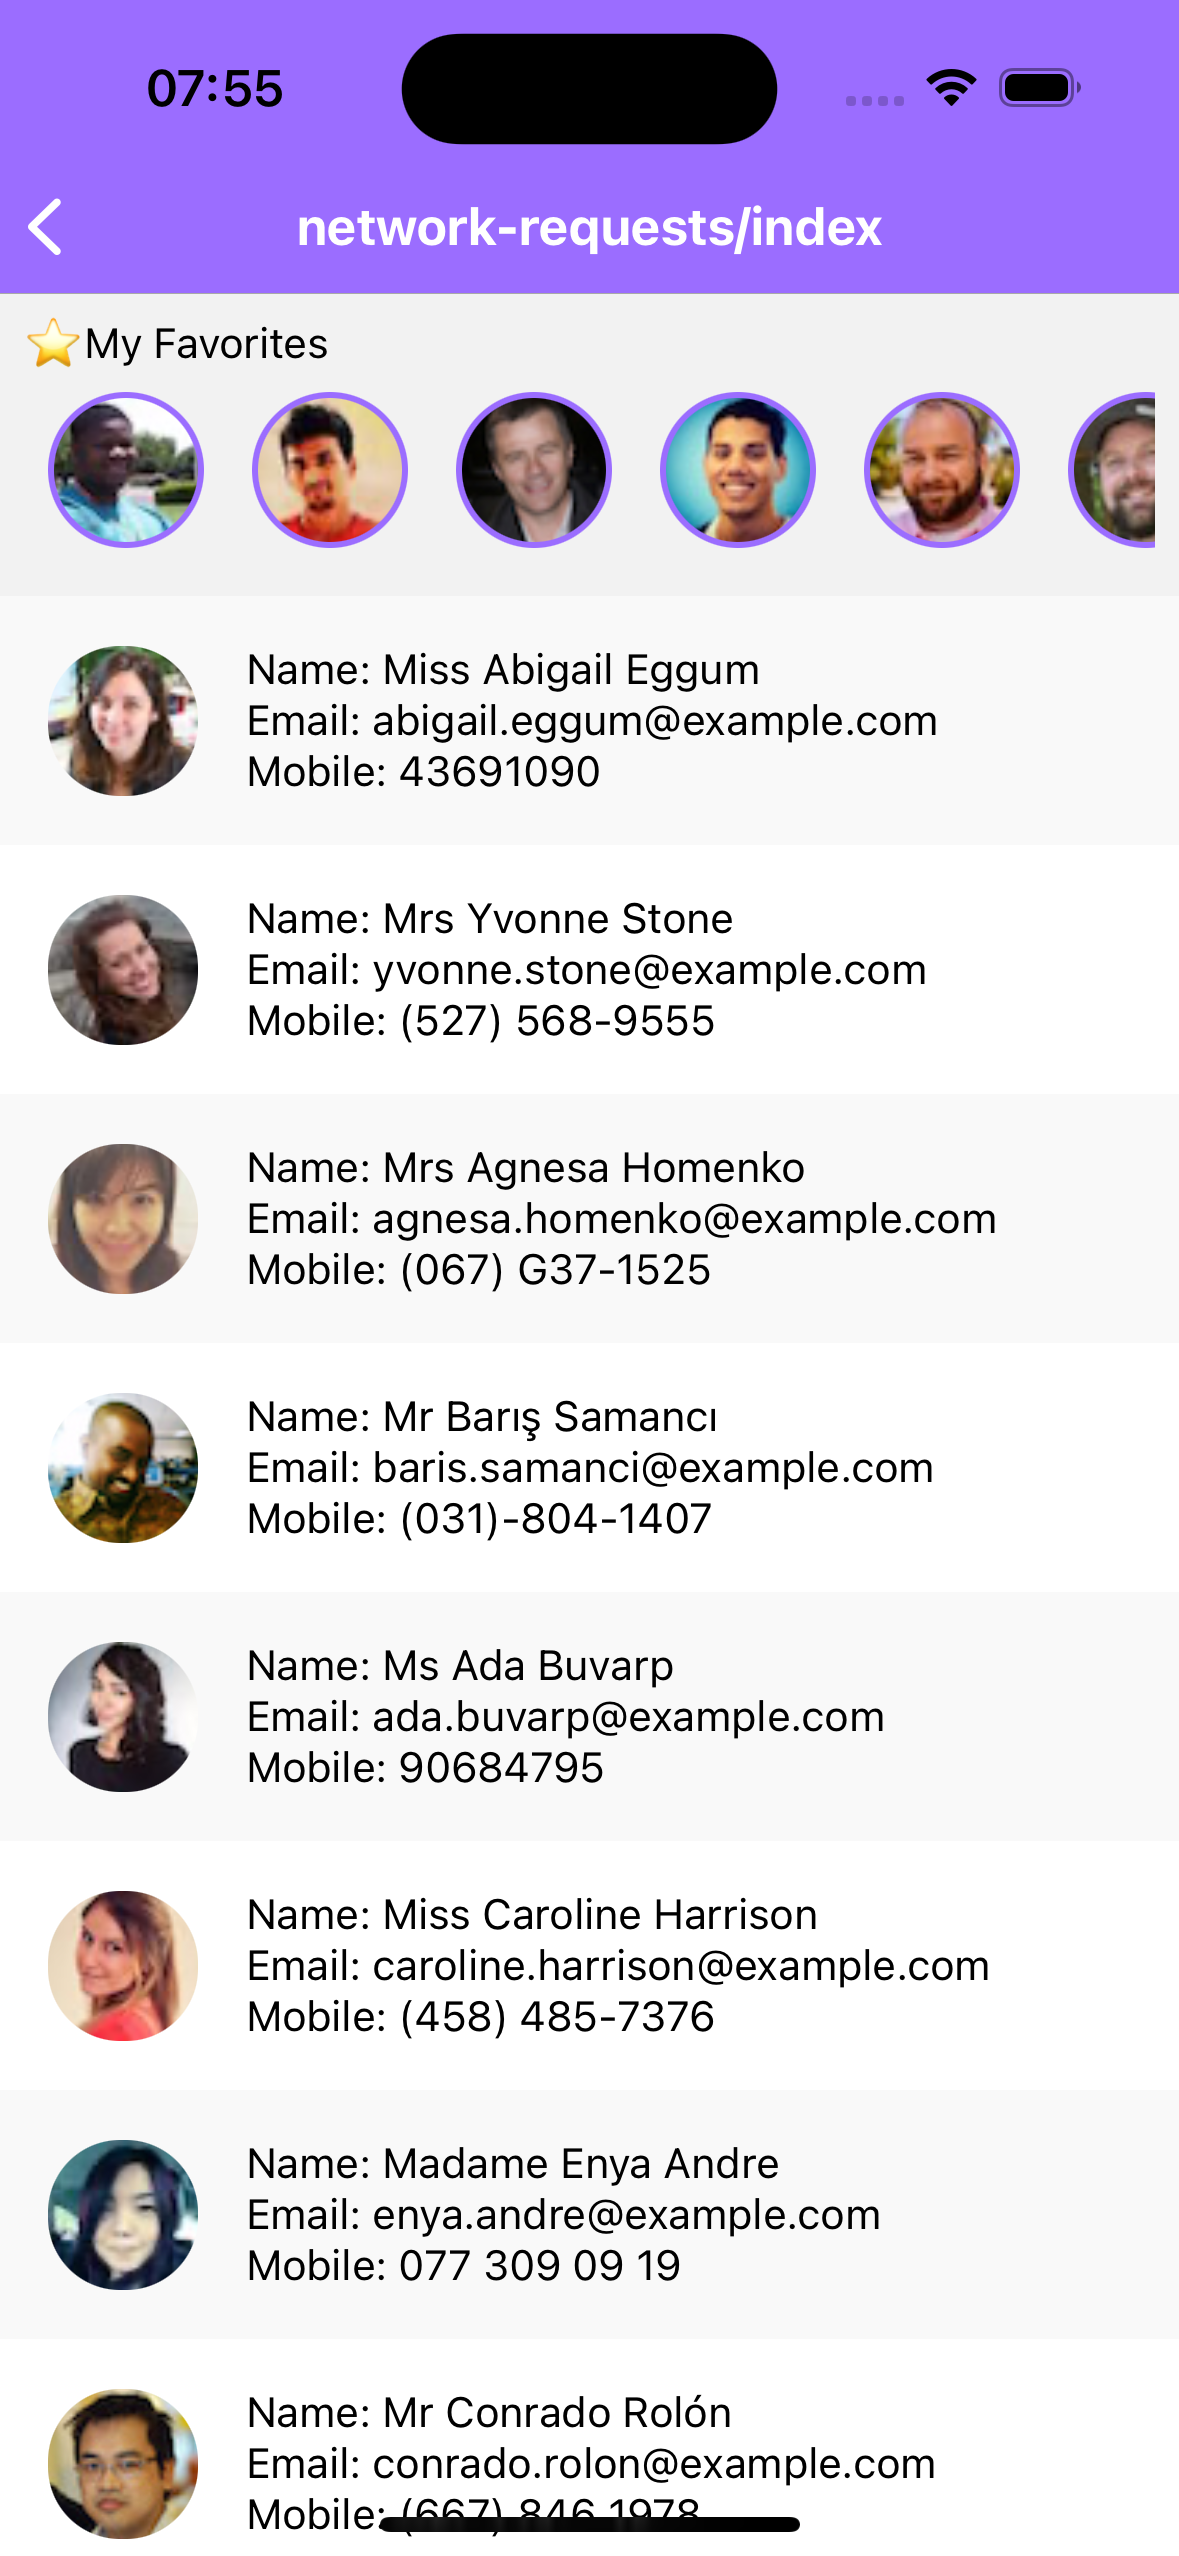 07:55
network-requests/index
⭐My Favorites
Name: Miss Abigail Eggum
Email: abigail.eggum@example.com
Mobile: 43691090
Name: Mrs Yvonne Stone
Email: yvonne.stone@example.com
Mobile: (527) 568-9555
Name: Mrs Agnesa Homenko
Email: agnesa.homenko@example.com
Mobile: (067) G37-1525
Name: Mr Barış Samancı
Email: baris.samanci@example.com
Mobile: (031)-804-1407
Name: Ms Ada Buvarp
Email: ada.buvarp@example.com
Mobile: 90684795
Name: Miss Caroline Harrison
Email: caroline.harrison@example.com
Mobile: (458) 485-7376
Name: Madame Enya Andre
Email: enya.andre@example.com
Mobile: 077 309 09 19
Name: Mr Conrado Rolón
Email: conrado.rolon@example.com
Mobile: (667) 846 1978